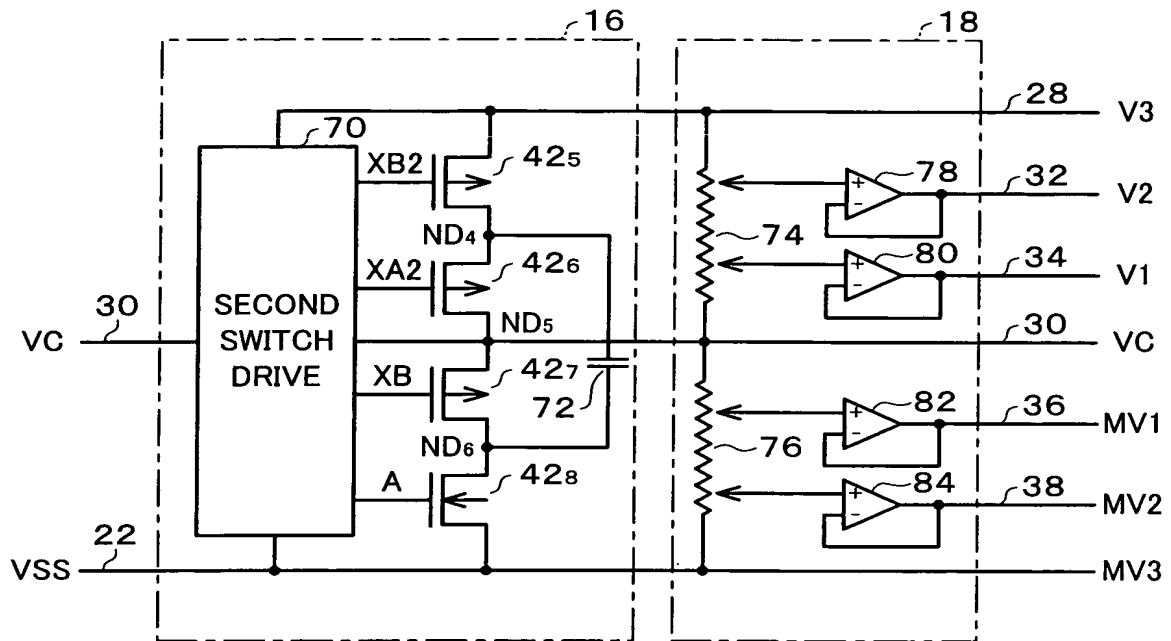 16
18
28
V3
70
XB2
42₅
78
32
V2
ND₄
74
XA2
42₆
80
34
V1
SECOND
SWITCH
DRIVE
30
VC
ND₅
30
VC
XB
42₇
72
82
36
MV1
ND₆
76
A
42₈
84
38
MV2
22
VSS
MV3
+
-
+
-
+
-
+
-